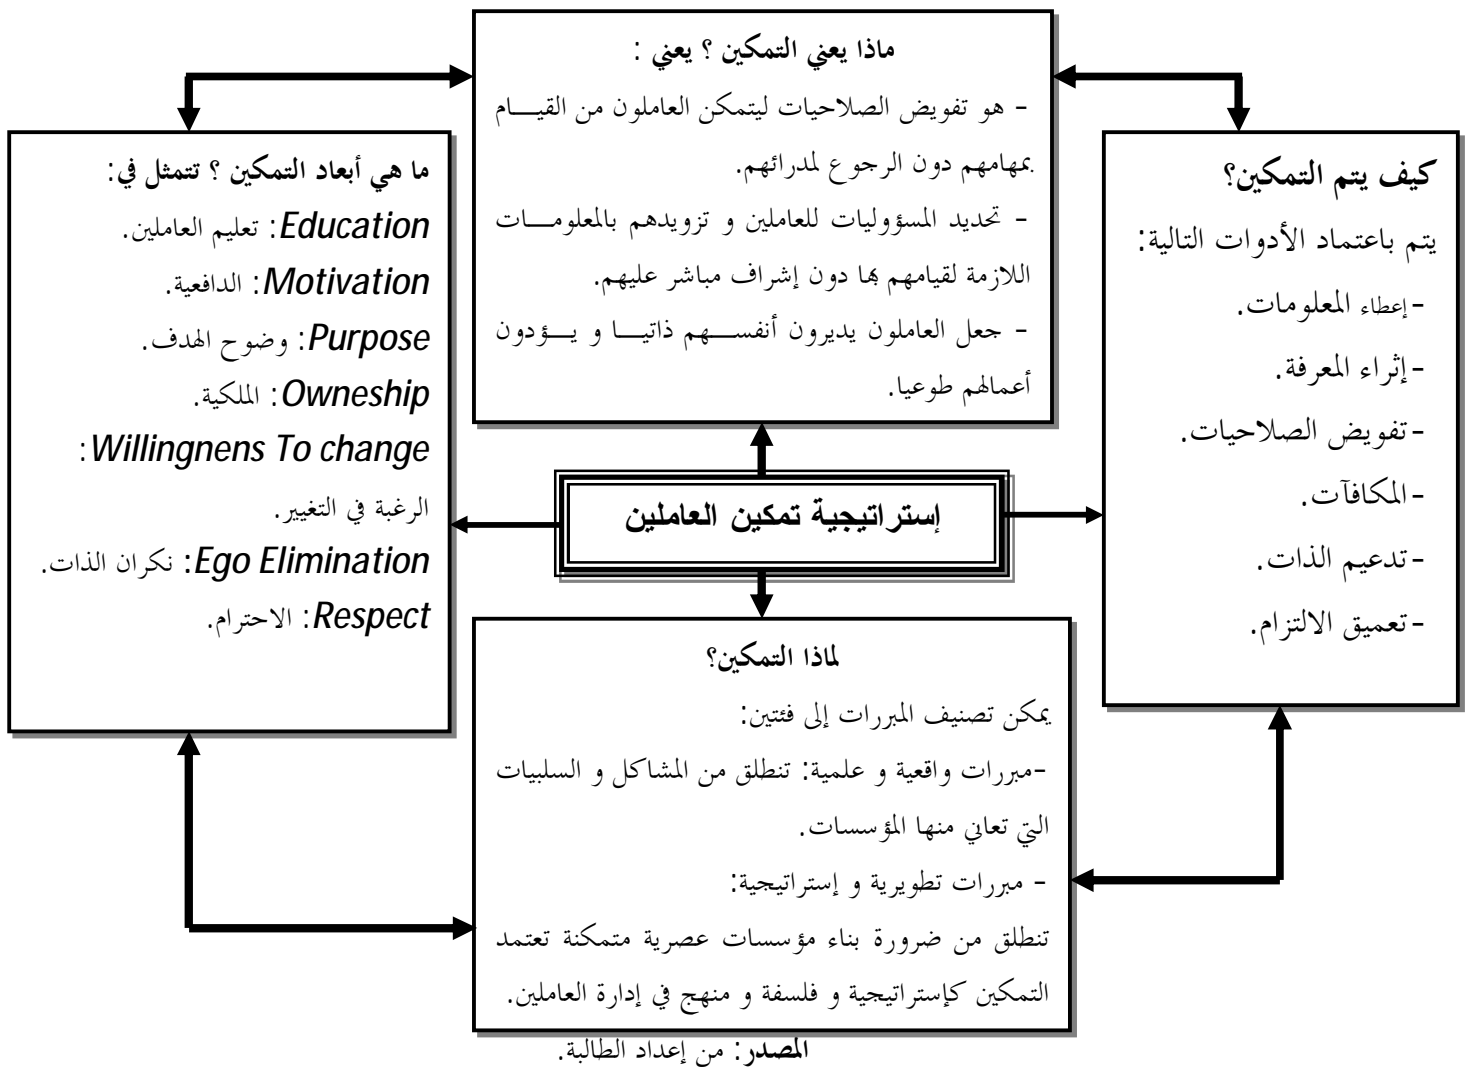 ماذا يعني التمكين ؟ يعني :
- هو تفويض الصلاحيات ليتمكن العاملون من القيـــام
بمهامهم دون الرجوع لمدرائهم.
- تحديد المسؤوليات للعاملين و تزويدهم بالمعلومـــات
اللازمة لقيامهم بها دون إشراف مباشر عليهم.
- جعل العاملون يديرون أنفســـهم ذاتيـــا و يـــؤدون
أعمالهم طوعيا.
كيف يتم التمكين؟
يتم باعتماد الأدوات التالية:
-إعطاء المعلومات.
-إثراء المعرفة.
-تفويض الصلاحيات.
-المكافآت.
-تدعيم الذات.
-تعميق الالتزام.
إستراتيجية تمكين العاملين
ما هي أبعاد التمكين ؟ تتمثل في:
Education: تعليم العاملين.
Motivation: الدافعية.
Purpose: وضوح الهدف.
Owneship: الملكية.
Willingnens To change:
الرغبة في التغيير.
Ego Elimination: نكران الذات.
Respect: الاحترام.
لماذا التمكين؟
يمكن تصنيف المبررات إلى فئتين:
-مبررات واقعية و علمية: تنطلق من المشاكل و السلبيات
التي تعاني منها المؤسسات.
- مبررات تطويرية و إستراتيجية:
تنطلق من ضرورة بناء مؤسسات عصرية متمكنة تعتمد
التمكين كإستراتيجية و فلسفة و منهج في إدارة العاملين.
المصدر: من إعداد الطالبة.